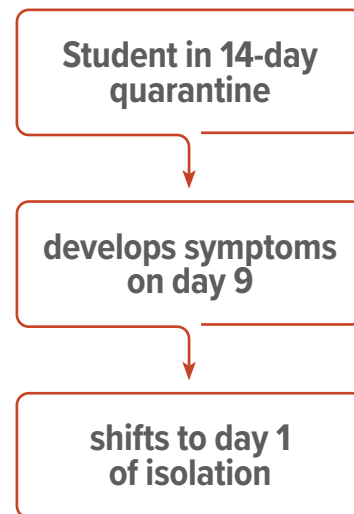 Student in 14-day
quarantine
develops symptoms
on day 9
shifts to day 1
of isolation